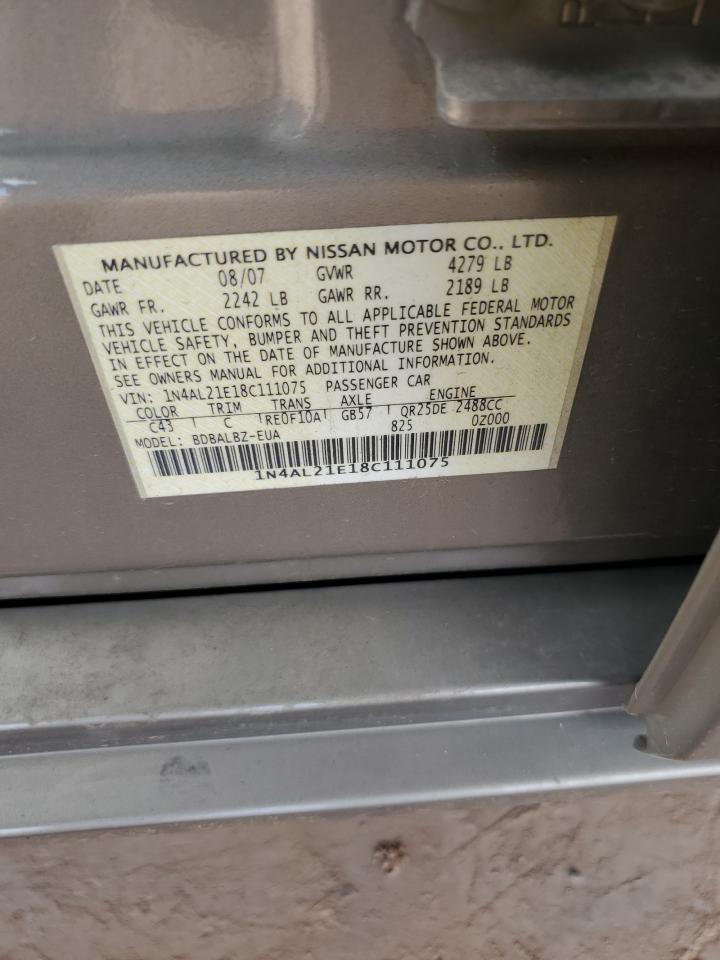 MANUFACTURED BY NISSAN MOTOR CO., LTD.
DATE 08/07 GVWR 4279 LB
GAWR FR. 2242 LB GAWR RR. 2189 LB
THIS VEHICLE CONFORMS TO ALL APPLICABLE FEDERAL MOTOR
VEHICLE SAFETY, BUMPER AND THEFT PREVENTION STANDARDS
IN EFFECT ON THE DATE OF MANUFACTURE SHOWN ABOVE.
SEE OWNERS MANUAL FOR ADDITIONAL INFORMATION.
VIN: 1N4AL21E18C111075 PASSENGER CAR
COLOR TRIM TRANS AXLE ENGINE
C43 C RE0F10A GB57 QR25DE 2488CC
MODEL: BDBALBZ-EUA 825 0Z000
1N4AL21E18C111075